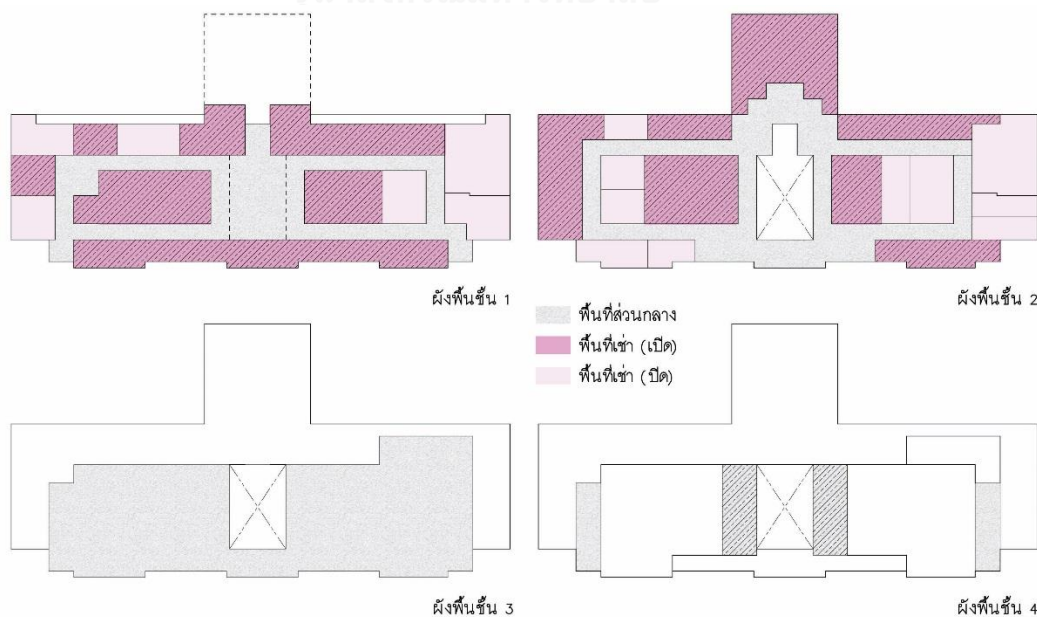 ผังพื้นชั้น 1
ผังพื้นชั้น 2
พื้นที่ส่วนกลาง
พื้นที่เช่า (เปิด)
พื้นที่เช่า (ปิด)
ผังพื้นชั้น 3
ผังพื้นชั้น 4